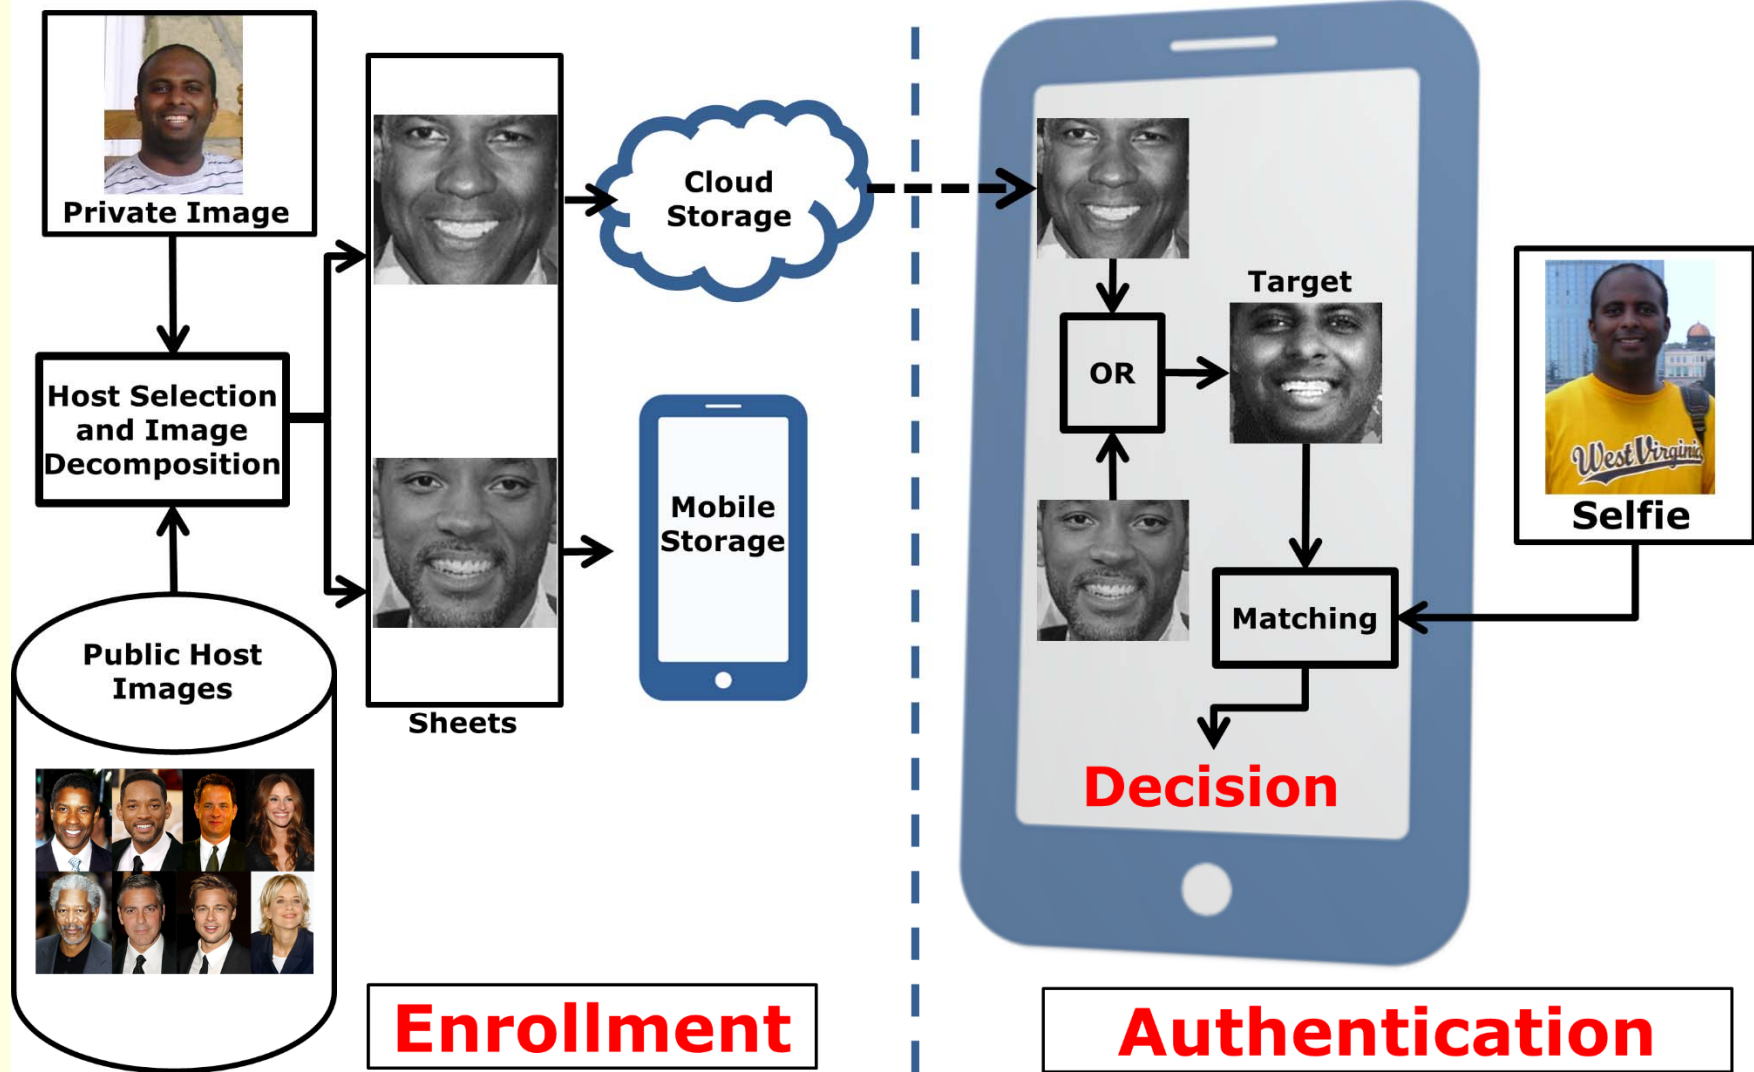 Private Image
Host Selection
and Image
Decomposition
Public Host
Images
Sheets
Cloud
Storage
Mobile
Storage
Enrollment
OR
Target
Matching
Decision
West Virginia
Selfie
Authentication